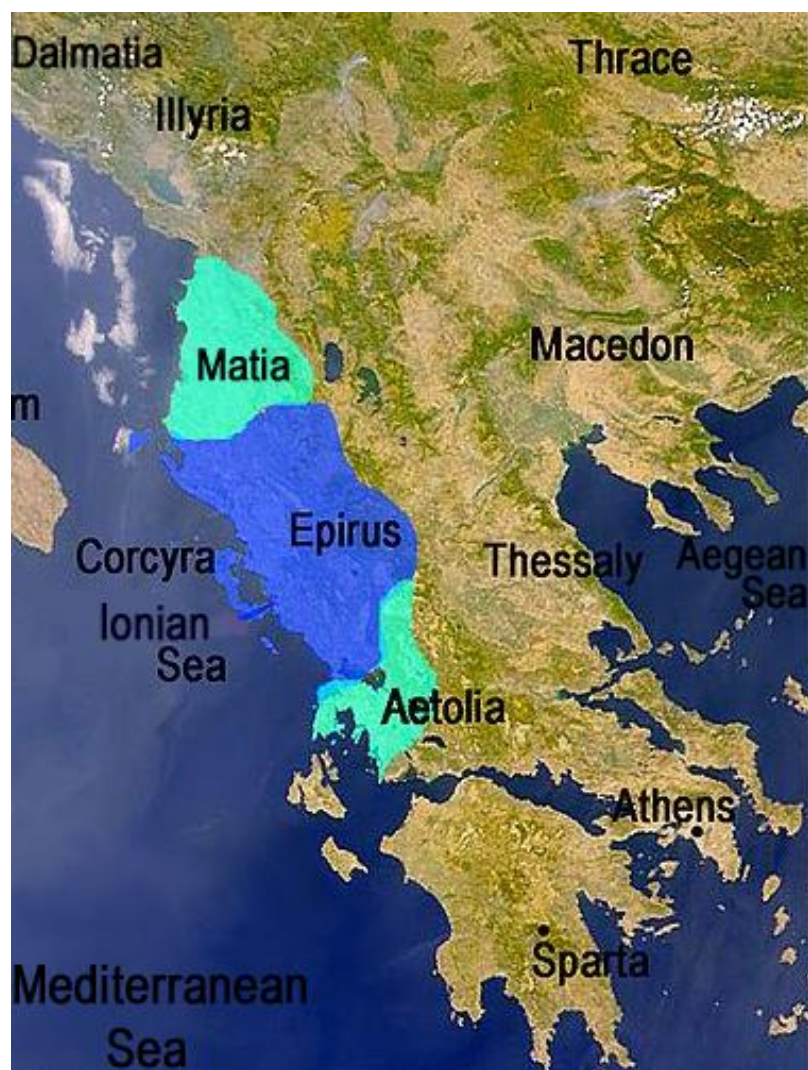 Dalmatia
Thrace
Illyria
Macedon
Matia
m
Epirus
Corcyra
Thessaly
Aegean
Sea
Ionian
Sea
Aetolia
Athens
Sparta
Mediterranean
Sea